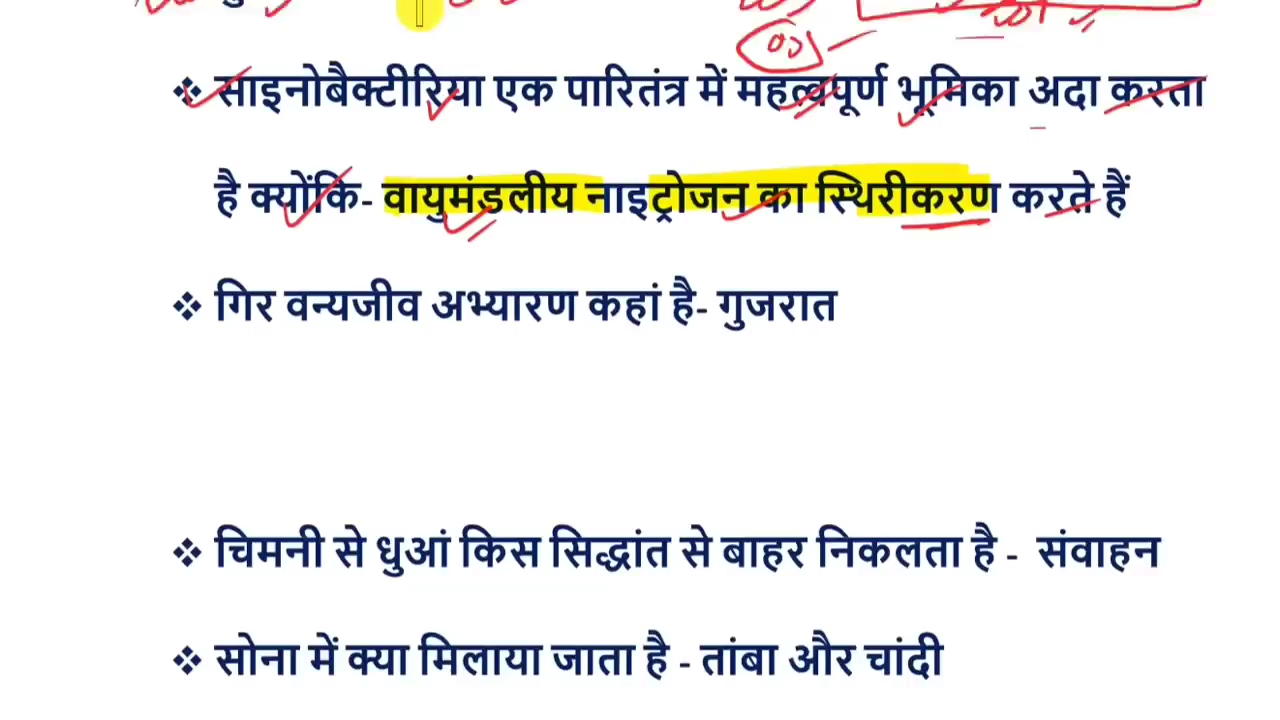 ❖ साइनोबैक्टीरिया एक पारितंत्र में महत्वपूर्ण भूमिका अदा करता
है क्योंकि- वायुमंडलीय नाइट्रोजन का स्थिरीकरण करते हैं
❖ गिर वन्यजीव अभ्यारण कहां है- गुजरात
❖ चिमनी से धुआं किस सिद्धांत से बाहर निकलता है - संवाहन
❖ सोना में क्या मिलाया जाता है - तांबा और चांदी